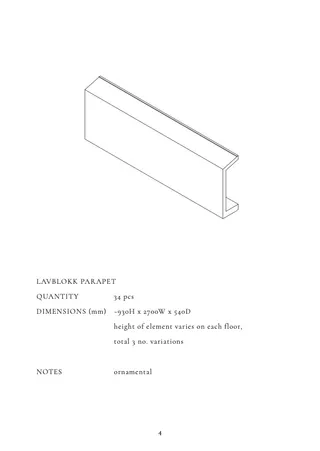 LAVBLOKK PARAPET
QUANTITY 34 pcs
DIMENSIONS (mm) ~930H x 2700W x 540D
height of element varies on each floor,
total 3 no. variations
NOTES ornamental
4